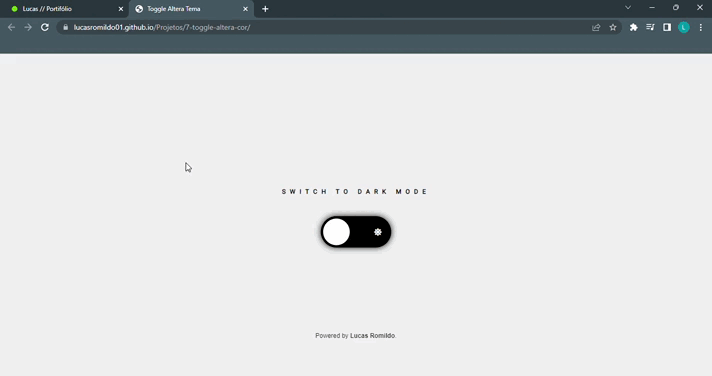 Lucas // Portifólio
Toggle Altera Tema
lucasromildo01.github.io/Projetos/7-toggle-altera-cor/
L
SWITCH TO DARK MODE
Powered by Lucas Romildo.